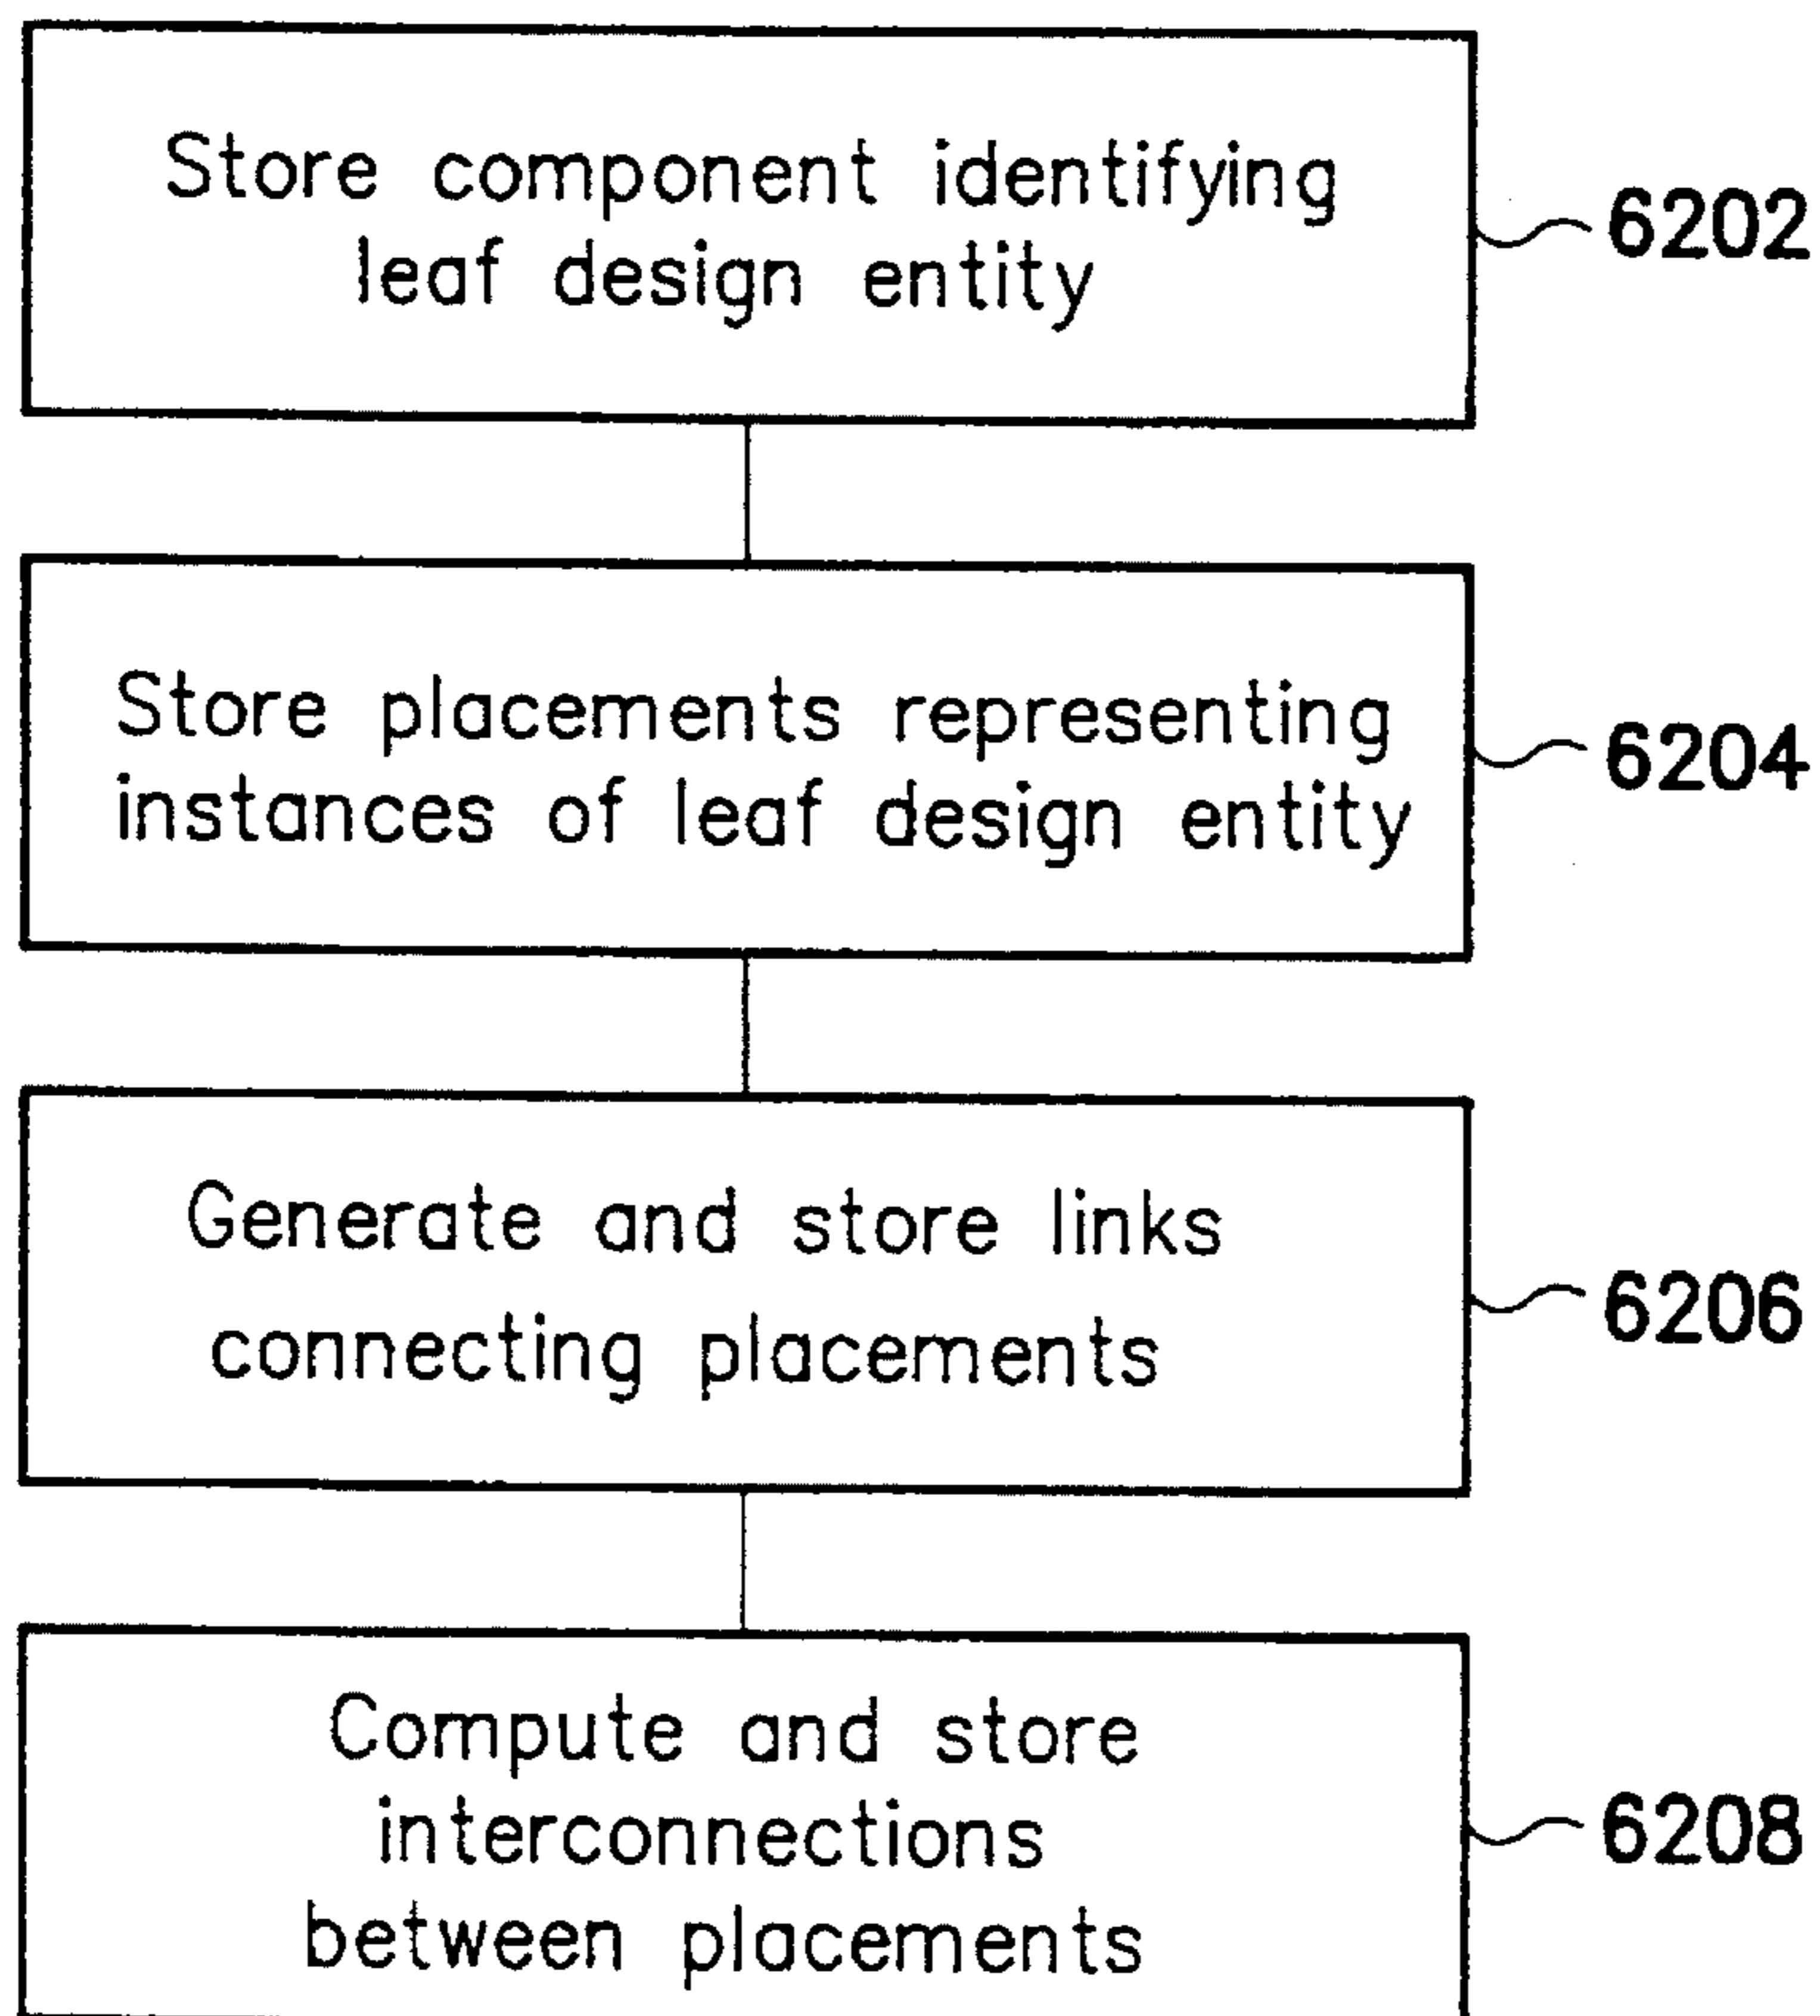 Store component identifying
leaf design entity
6202
Store placements representing
instances of leaf design entity
6204
Generate and store links
connecting placements
6206
Compute and store
interconnections
between placements
6208